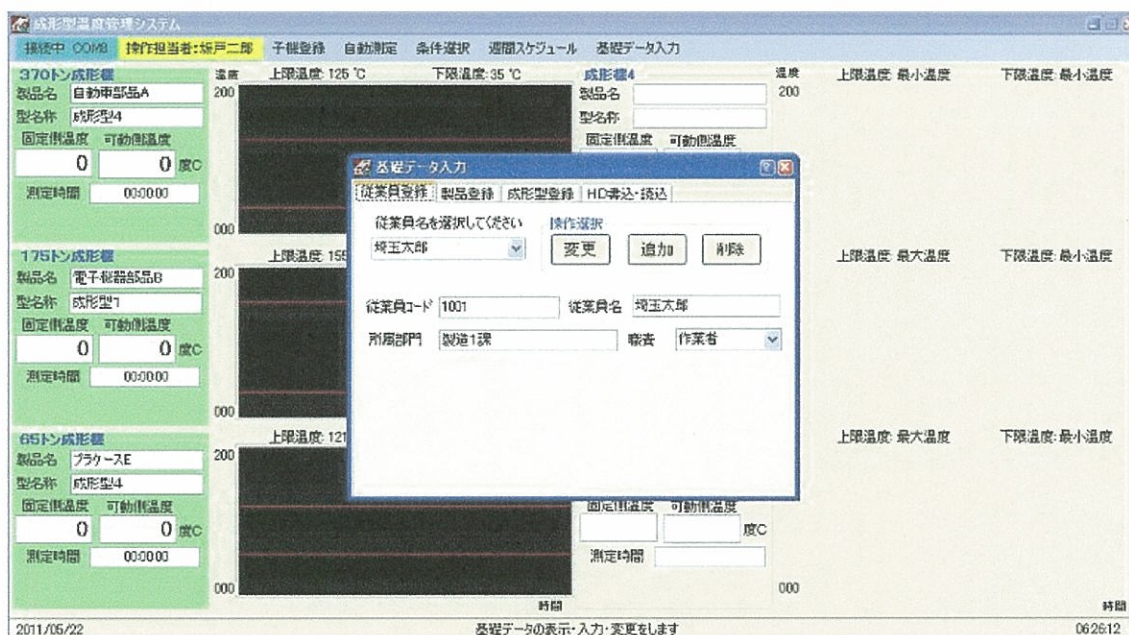 成形型温度管理システム
接続中 COM8 操作担当者:坂戸二郎 子機登録 自動測定 条件選択 週間スケジュール 基礎データ入力
370トン成形機 温度 上限温度: 125 ℃ 下限温度: 35 ℃ 成形機4 温度 上限温度: 最小温度 下限温度: 最小温度
製品名 自動車部品A 200 製品名 200
型名称 成形型4 型名称
固定側温度 可動側温度 固定側温度 可動側温度
0 0 度C
測定時間 00:00:00
000
基礎データ入力
従業員登録 製品登録 成形型登録 HD書込・読込
従業員名を選択してください 操作選択
埼玉太郎 変更 追加 削除
従業員コード 1001 従業員名 埼玉太郎
所属部門 製造1課 職責 作業者
175トン成形機 上限温度: 155 上限温度: 最大温度 下限温度: 最小温度
製品名 電子機器部品B 200
型名称 成形型1
固定側温度 可動側温度
0 0 度C
測定時間 00:00:00
000
65トン成形機 上限温度: 121 上限温度: 最大温度 下限温度: 最小温度
製品名 プラケースE 200
型名称 成形型4
固定側温度 可動側温度 固定側温度 可動側温度
0 0 度C 度C
測定時間 00:00:00 測定時間
000 000
時間 時間
2011/05/22 基礎データの表示・入力・変更をします 06:26:12